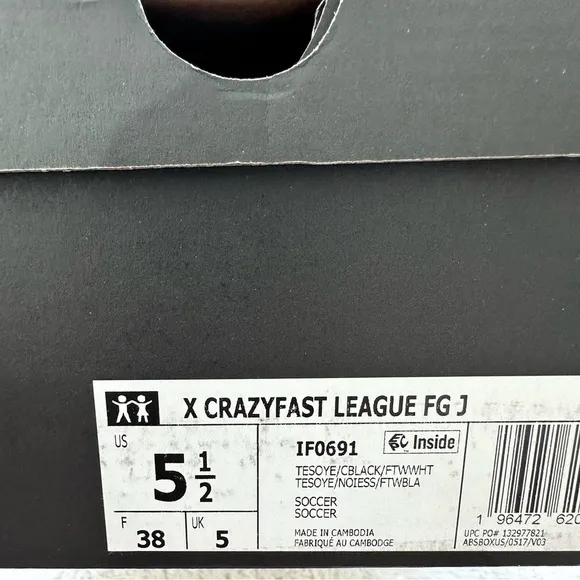 X CRAZYFAST LEAGUE FG J
US
5 1/2
F
38
UK
5
IF0691
Inside
TESOYE/CBLACK/FTWWHT
TESOYE/NOIESS/FTWBLA
SOCCER
SOCCER
MADE IN CAMBODIA
FABRIQUÉ AU CAMBODGE
1 96472 620
UPC PO# 132977821
ABSBOXUS/0517/V03